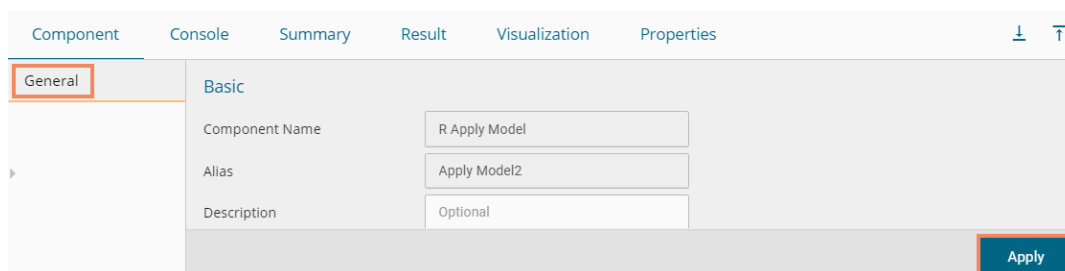 Component Console Summary Result Visualization Properties
General
Basic
Component Name R Apply Model
Alias Apply Model2
Description Optional
Apply